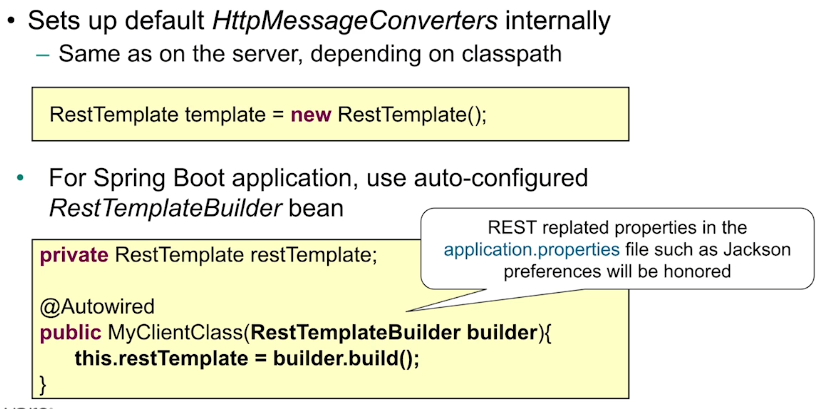 • Sets up default HttpMessageConverters internally
– Same as on the server, depending on classpath
RestTemplate template = new RestTemplate();
• For Spring Boot application, use auto-configured
RestTemplateBuilder bean
REST replated properties in the
application.properties file such as Jackson
preferences will be honored
private RestTemplate restTemplate;
@Autowired
public MyClientClass(RestTemplateBuilder builder){
this.restTemplate = builder.build();
}